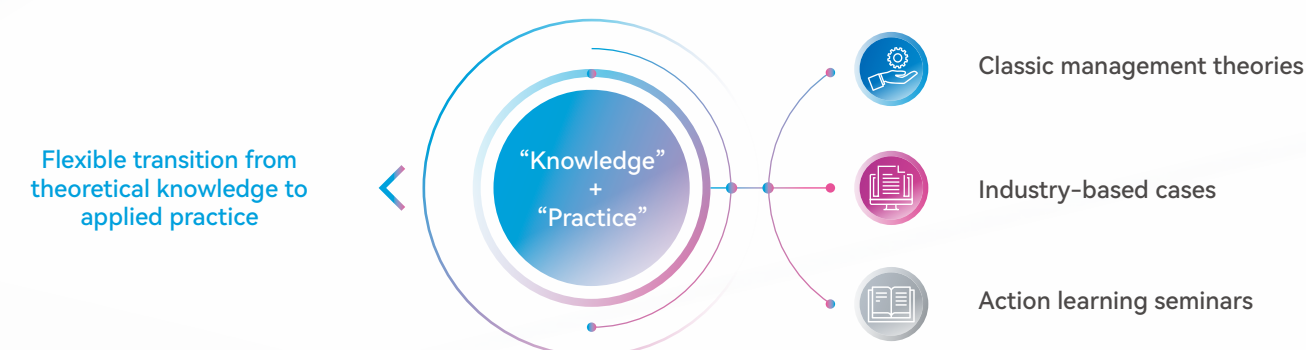 Flexible transition from
theoretical knowledge to
applied practice
“Knowledge”
+
“Practice”
Classic management theories
Industry-based cases
Action learning seminars